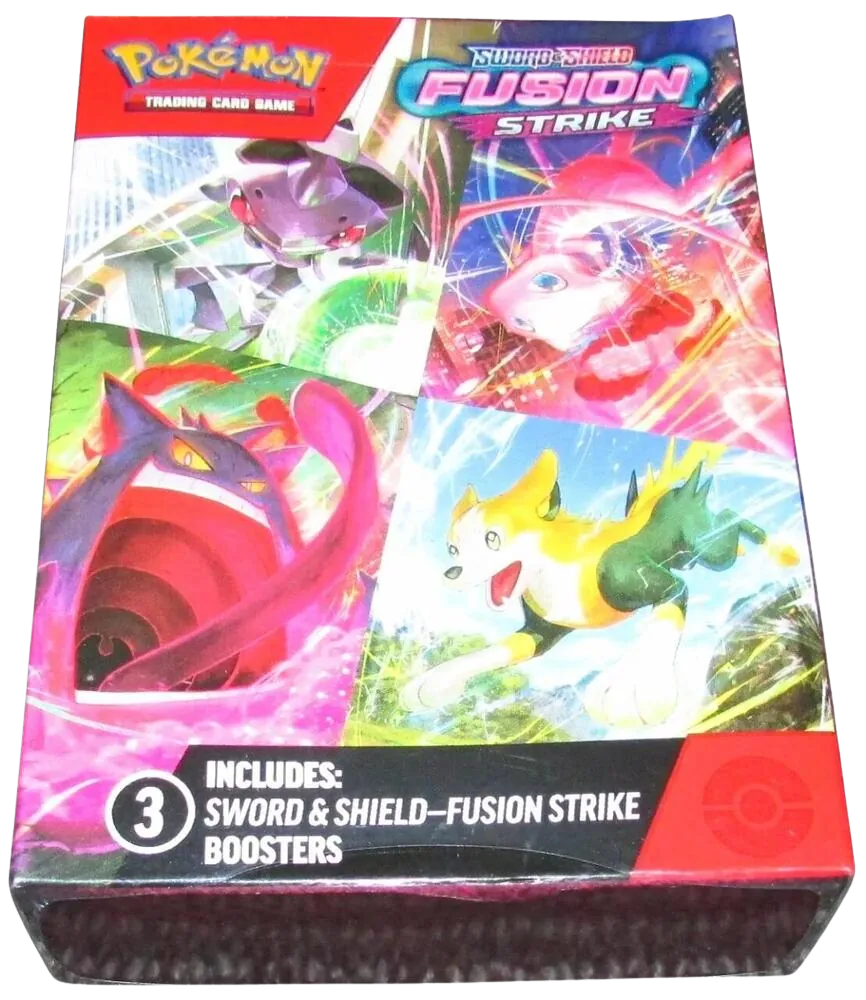 POKéMON
TRADING CARD GAME
SWORD & SHIELD
FUSION
STRIKE
3
INCLUDES:
SWORD & SHIELD–FUSION STRIKE
BOOSTERS